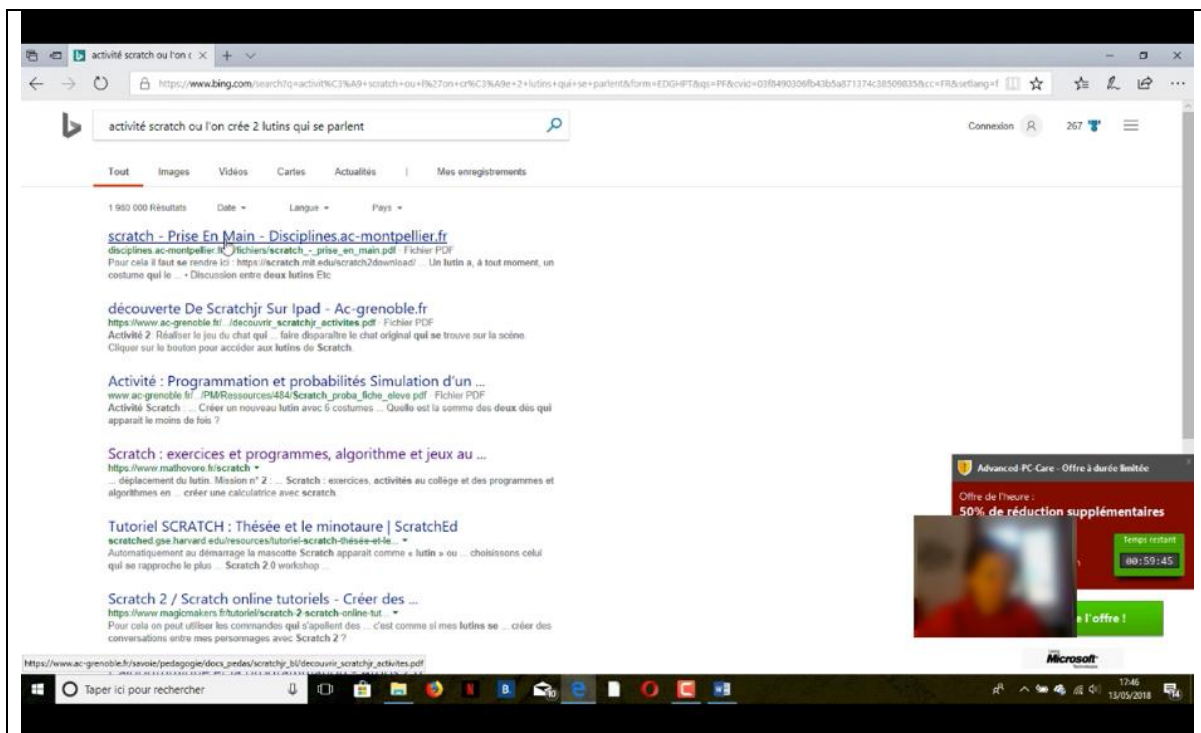 activité scratch ou l'on c
https://www.bing.com/search?q=activit%C3%A9+scratch+ou+l%27on+cr%C3%A9e+2+lutins+qui+se+parlent&form=EDGHPT&qs=PF&cvid=03f8490306fb43b5a871374c38509835&cc=FR&setlang=f
activité scratch ou l'on crée 2 lutins qui se parlent
Connexion 267
Tout Images Vidéos Cartes Actualités | Mes enregistrements
1 980 000 Résultats Date Langue Pays
scratch - Prise En Main - Disciplines.ac-montpellier.fr
disciplines.ac-montpellier.fr/.../fichiers/scratch_-_prise_en_main.pdf · Fichier PDF
Pour cela il faut se rendre ici : https://scratch.mit.edu/scratch2download/ ... Un lutin a, à tout moment, un
costume qui le ... • Discussion entre deux lutins Etc
découverte De Scratchjr Sur Ipad - Ac-grenoble.fr
https://www.ac-grenoble.fr/.../decouvrir_scratchjr_activites.pdf · Fichier PDF
Activité 2: Réaliser le jeu du chat qui ... faire disparaître le chat original qui se trouve sur la scène.
Cliquer sur le bouton pour accéder aux lutins de Scratch.
Activité : Programmation et probabilités Simulation d'un ...
www.ac-grenoble.fr/.../PM/Ressources/484/Scratch_proba_fiche_eleve.pdf · Fichier PDF
Activité Scratch : ... Créer un nouveau lutin avec 6 costumes ... Quelle est la somme des deux dés qui
apparait le moins de fois ?
Scratch : exercices et programmes, algorithme et jeux au ...
https://www.mathovore.fr/scratch
... déplacement du lutin. Mission n° 2 : ... Scratch : exercices, activités au collège et des programmes et
algorithmes en ... créer une calculatrice avec scratch.
Tutoriel SCRATCH : Thésée et le minotaure | ScratchEd
scratched.gse.harvard.edu/resources/tutoriel-scratch-thésée-et-le...
Automatiquement au démarrage la mascotte Scratch apparait comme « lutin » ou ... choisissons celui
qui se rapproche le plus ... Scratch 2.0 workshop ...
Scratch 2 / Scratch online tutoriels - Créer des ...
https://www.magicmakers.fr/tutoriel/scratch-2-scratch-online-tut...
Pour cela on peut utiliser les commandes qui s'apellent des ... c'est comme si mes lutins se ... créer des
conversations entre mes personnages avec Scratch 2 ?
https://www.ac-grenoble.fr/savoie/pedagogie/docs_pedas/scratchjr_bl/decouvrir_scratchjr_activites.pdf
Advanced-PC-Care - Offre à durée limitée
Offre de l'heure :
50% de réduction supplémentaires
Temps restant
00:59:45
e l'offre !
Microsoft
Taper ici pour rechercher
17:46
13/05/2018